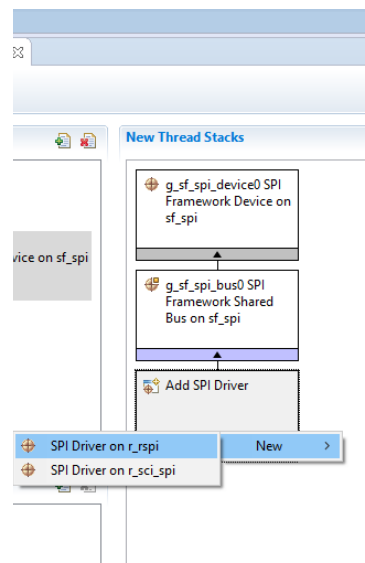 New Thread Stacks
g_sf_spi_device0 SPI
Framework Device on
sf_spi
vice on sf_spi
g_sf_spi_bus0 SPI
Framework Shared
Bus on sf_spi
Add SPI Driver
SPI Driver on r_rspi
New
SPI Driver on r_sci_spi